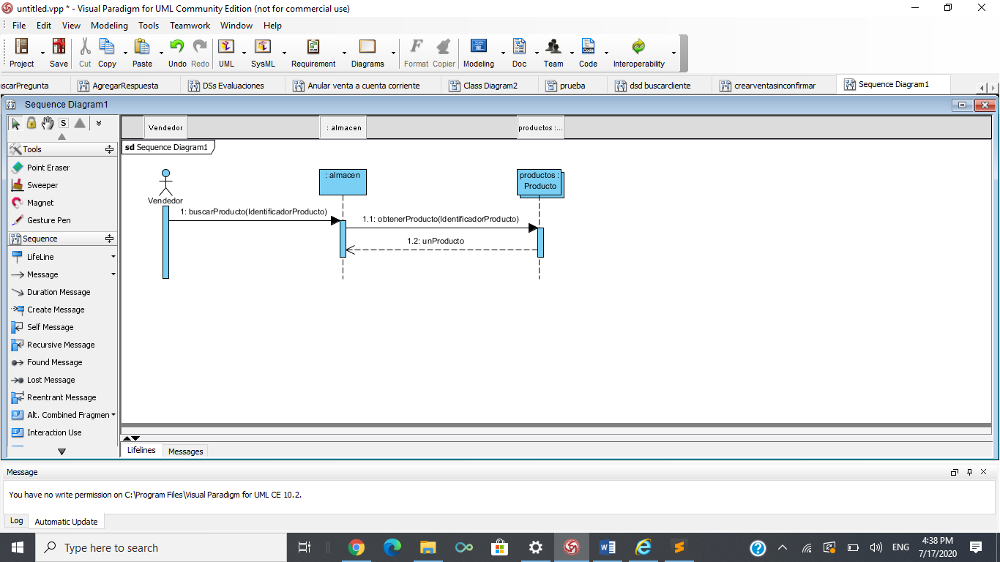 untitled.vpp * - Visual Paradigm for UML Community Edition (not for commercial use)
File Edit View Modeling Tools Teamwork Window Help
Project Save Cut Copy Paste Undo Redo UML SysML Requirement Diagrams Format Copier Modeling Doc Team Code Interoperability
scarPregunta AgregarRespuesta DSs Evaluaciones Anular venta a cuenta corriente Class Diagram2 prueba dsd buscarcliente crearventasinconfirmar Sequence Diagram1
Sequence Diagram1
S
Vendedor : almacen productos :...
Tools
sd Sequence Diagram1
Point Eraser
Sweeper
Magnet
Gesture Pen
Sequence
LifeLine
Message
Duration Message
Create Message
Self Message
Recursive Message
Found Message
Lost Message
Reentrant Message
Alt. Combined Fragmen
Interaction Use
: almacen
productos :
Producto
Vendedor
1: buscarProducto(IdentificadorProducto)
1.1: obtenerProducto(IdentificadorProducto)
1.2: unProducto
Lifelines Messages
Message
You have no write permission on C:\Program Files\Visual Paradigm for UML CE 10.2.
Log Automatic Update
Type here to search
ENG
4:38 PM
7/17/2020